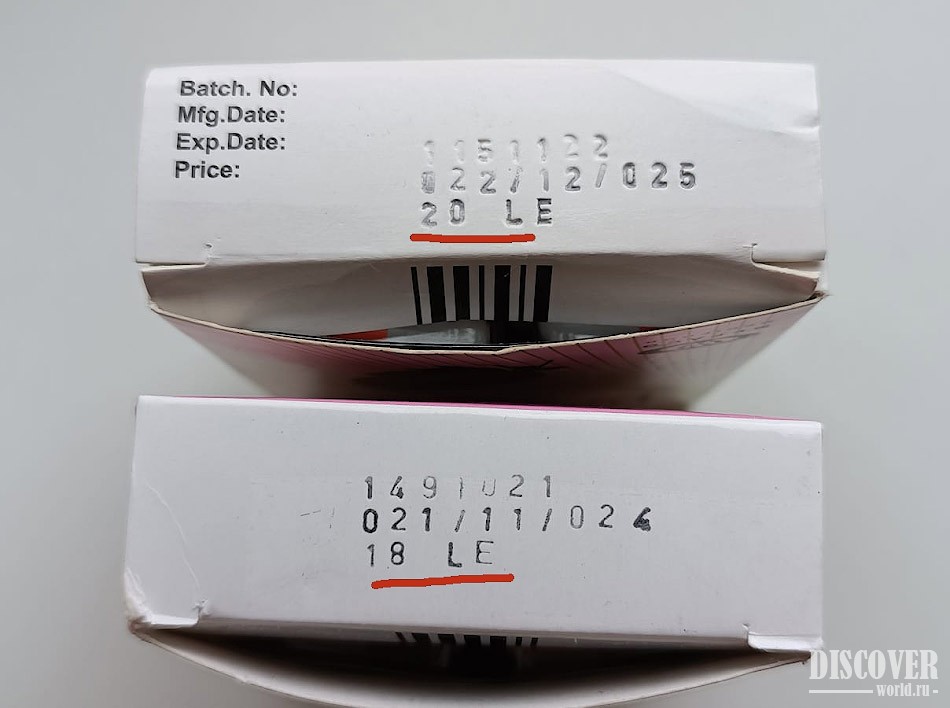 Batch. No:
Mfg.Date:
Exp.Date:
Price:
1151122
022/12/025
20 LE
1491021
021/11/024
18 LE
DISCOVER
world.ru